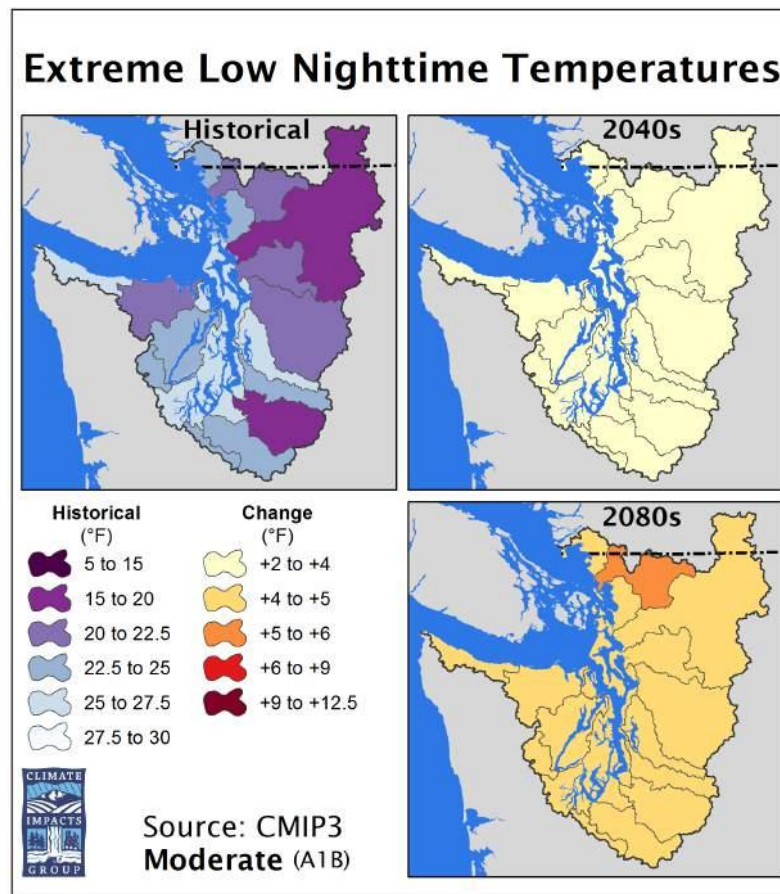 Extreme Low Nighttime Temperatures
Historical
2040s
Historical
(°F)
5 to 15
15 to 20
20 to 22.5
22.5 to 25
25 to 27.5
27.5 to 30
Change
(°F)
+2 to +4
+4 to +5
+5 to +6
+6 to +9
+9 to +12.5
2080s
CLIMATE
IMPACTS
GROUP
Source: CMIP3
Moderate (A1B)